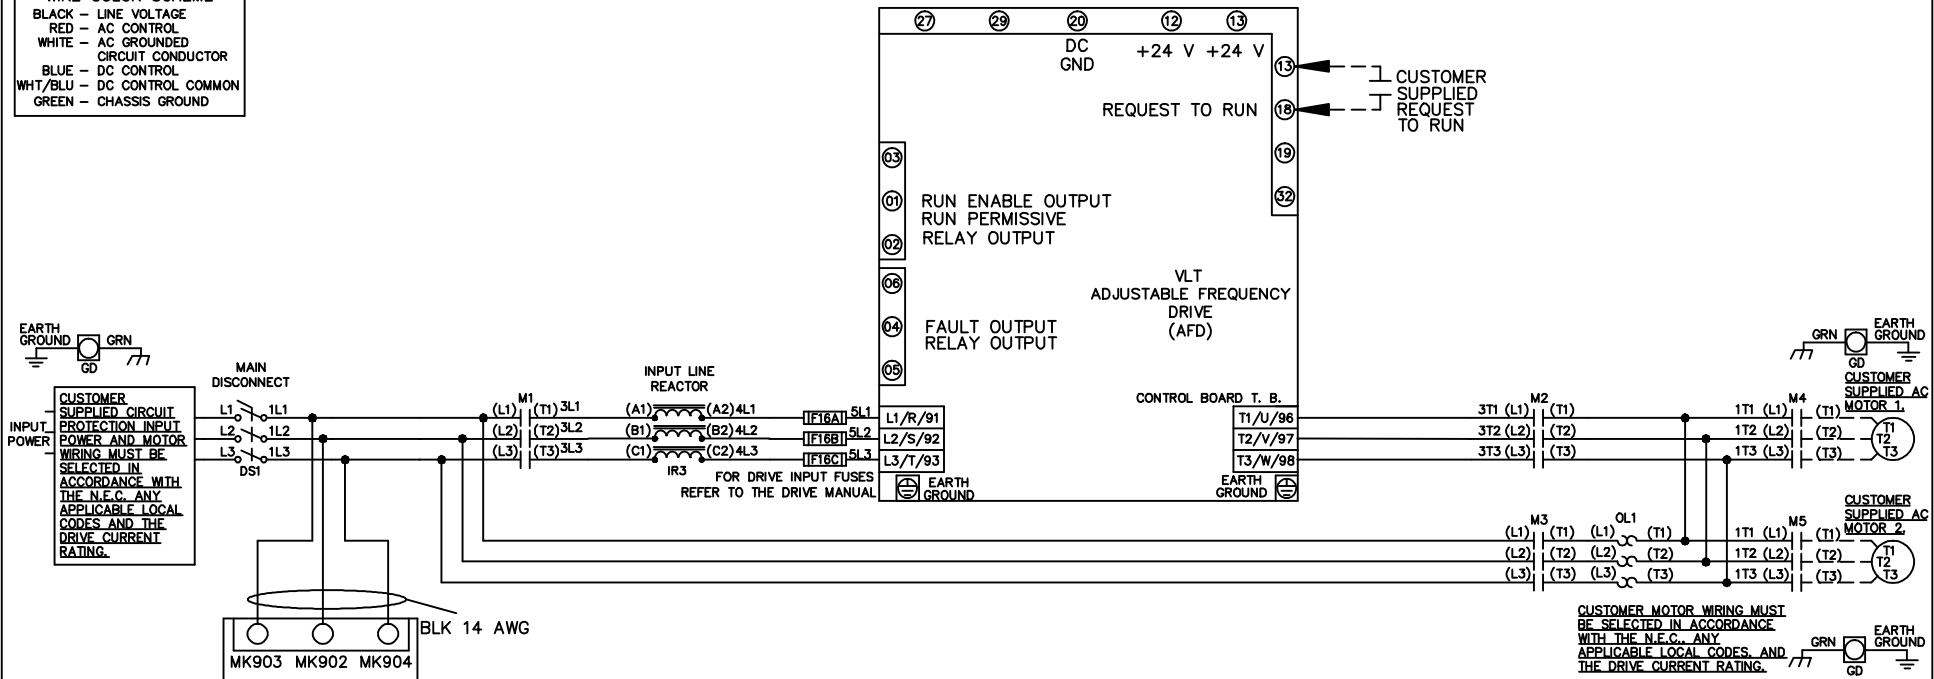 BLACK – LINE VOLTAGE
RED – AC CONTROL
WHITE – AC GROUNDED
CIRCUIT CONDUCTOR
BLUE – DC CONTROL
WHT/BLU – DC CONTROL COMMON
GREEN – CHASSIS GROUND
27 29 20 12 13
DC
GND
+24 V +24 V
13
REQUEST TO RUN 18
19
32
CUSTOMER
SUPPLIED
REQUEST
TO RUN
03
01
02
RUN ENABLE OUTPUT
RUN PERMISSIVE
RELAY OUTPUT
06
04
05
FAULT OUTPUT
RELAY OUTPUT
VLT
ADJUSTABLE FREQUENCY
DRIVE
(AFD)
EARTH
GROUND
GRN
GD
INPUT
POWER
CUSTOMER
SUPPLIED CIRCUIT
PROTECTION INPUT
POWER AND MOTOR
WIRING MUST BE
SELECTED IN
ACCORDANCE WITH
THE N.E.C. ANY
APPLICABLE LOCAL
CODES AND THE
DRIVE CURRENT
RATING.
MAIN
DISCONNECT
L1 1L1
L2 1L2
L3 1L3
DS1
M1
(L1) (T1) 3L1
(L2) (T2) 3L2
(L3) (T3) 3L3
INPUT LINE
REACTOR
(A1) (A2) 4L1
(B1) (B2) 4L2
(C1) (C2) 4L3
IR3
F16A 5L1
F16B 5L2
F16C 5L3
FOR DRIVE INPUT FUSES
REFER TO THE DRIVE MANUAL
L1/R/91
L2/S/92
L3/T/93
EARTH
GROUND
CONTROL BOARD T. B.
T1/U/96
T2/V/97
T3/W/98
EARTH
GROUND
M2
3T1 (L1) (T1)
3T2 (L2) (T2)
3T3 (L3) (T3)
M4
1T1 (L1) (T1)
1T2 (L2) (T2)
1T3 (L3) (T3)
GRN
GD
EARTH
GROUND
CUSTOMER
SUPPLIED AC
MOTOR 1.
T1
T2
T3
M3
(L1) (T1)
(L2) (T2)
(L3) (T3)
OL1
(L1) (T1)
(L2) (T2)
(L3) (T3)
M5
1T1 (L1) (T1)
1T2 (L2) (T2)
1T3 (L3) (T3)
CUSTOMER
SUPPLIED AC
MOTOR 2.
T1
T2
T3
BLK 14 AWG
MK903 MK902 MK904
CUSTOMER MOTOR WIRING MUST
BE SELECTED IN ACCORDANCE
WITH THE N.E.C., ANY
APPLICABLE LOCAL CODES, AND
THE DRIVE CURRENT RATING.
GRN
GD
EARTH
GROUND